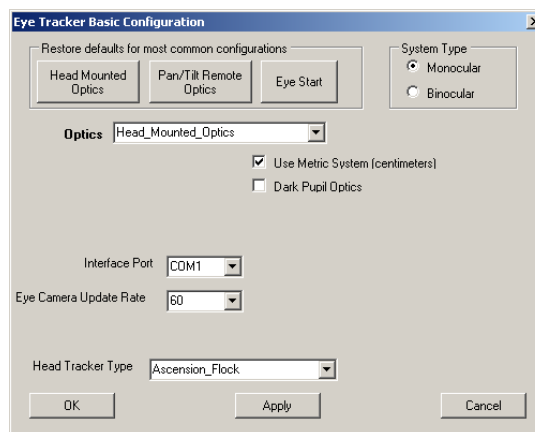 Eye Tracker Basic Configuration
Restore defaults for most common configurations
Head Mounted
Optics
Pan/Tilt Remote
Optics
Eye Start
System Type
Monocular
Binocular
Optics
Head_Mounted_Optics
Use Metric System (centimeters)
Dark Pupil Optics
Interface Port
COM1
Eye Camera Update Rate
60
Head Tracker Type
Ascension_Flock
OK
Apply
Cancel